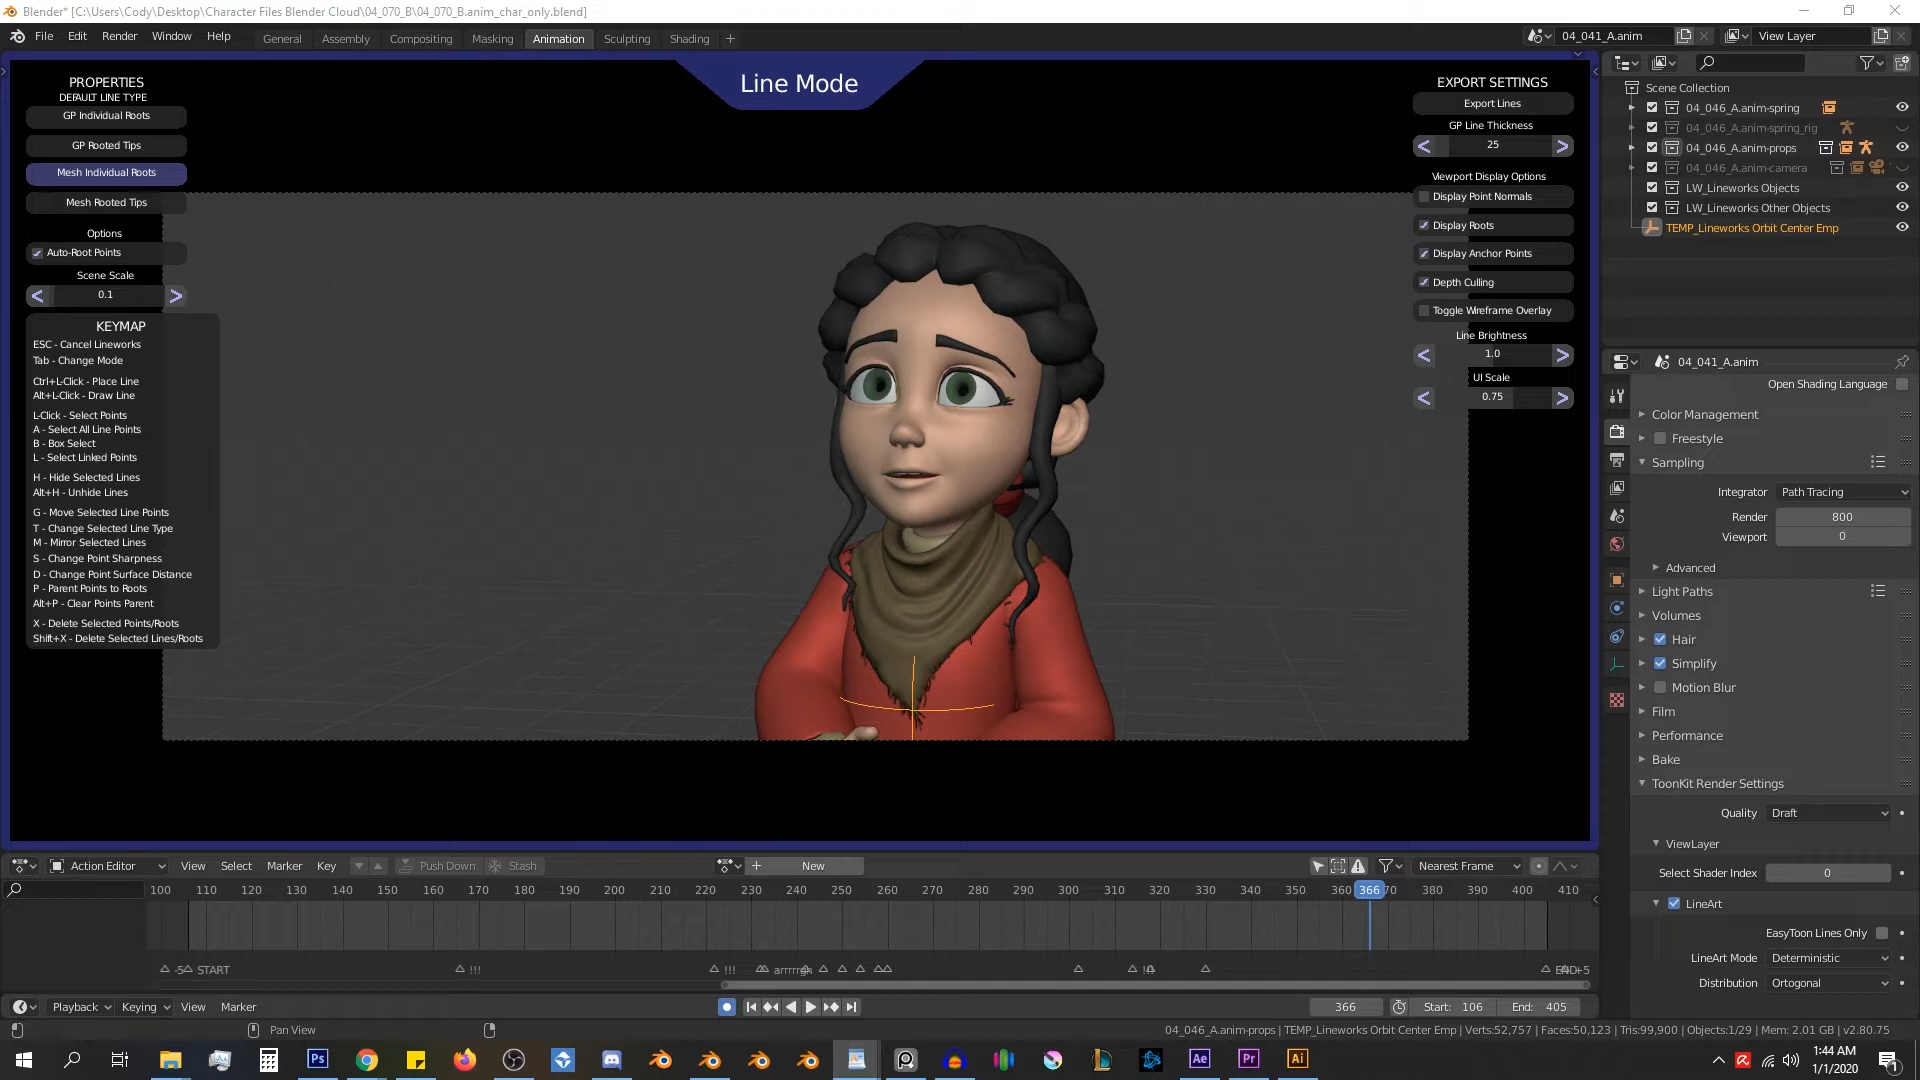 Blender* [C:\Users\Cody\Desktop\Character Files Blender Cloud\04_070_B\04_070_B.anim_char_only.blend]
File Edit Render Window Help
General Assembly Compositing Masking Animation Sculpting Shading
04_041_A.anim
View Layer
Line Mode
PROPERTIES
DEFAULT LINE TYPE
GP Individual Roots
GP Rooted Tips
Mesh Individual Roots
Mesh Rooted Tips
Options
Auto-Root Points
Scene Scale
< 0.1 >
KEYMAP
ESC - Cancel Lineworks
Tab - Change Mode
Ctrl+L-Click - Place Line
Alt+L-Click - Draw Line
L-Click - Select Points
A - Select All Line Points
B - Box Select
L - Select Linked Points
H - Hide Selected Lines
Alt+H - Unhide Lines
G - Move Selected Line Points
T - Change Selected Line Type
M - Mirror Selected Lines
S - Change Point Sharpness
D - Change Point Surface Distance
P - Parent Points to Roots
Alt+P - Clear Points Parent
X - Delete Selected Points/Roots
Shift+X - Delete Selected Lines/Roots
EXPORT SETTINGS
Export Lines
GP Line Thickness
< 25 >
Viewport Display Options
Display Point Normals
Display Roots
Display Anchor Points
Depth Culling
Toggle Wireframe Overlay
Line Brightness
< 1.0 >
UI Scale
< 0.75 >
Scene Collection
04_046_A.anim-spring
04_046_A.anim-spring_rig
04_046_A.anim-props
04_046_A.anim-camera
LW_Lineworks Objects
LW_Lineworks Other Objects
TEMP_Lineworks Orbit Center Emp
04_041_A.anim
Open Shading Language
Color Management
Freestyle
Sampling
Integrator Path Tracing
Render 800
Viewport 0
Advanced
Light Paths
Volumes
Hair
Simplify
Motion Blur
Film
Performance
Bake
ToonKit Render Settings
Quality Draft
ViewLayer
Select Shader Index 0
LineArt
EasyToon Lines Only
LineArt Mode Deterministic
Distribution Ortogonal
Action Editor View Select Marker Key Push Down Stash + New Nearest Frame
100 110 120 130 140 150 160 170 180 190 200 210 220 230 240 250 260 270 280 290 300 310 320 330 340 350 360 366 70 380 390 400 410
-5 START !!! !!! arrrrgh END+5
Playback Keying View Marker 366 Start: 106 End: 405
Pan View
04_046_A.anim-props | TEMP_Lineworks Orbit Center Emp | Verts:52,757 | Faces:50,123 | Tris:99,900 | Objects:1/29 | Mem: 2.01 GB | v2.80.75
Ps Ae Pr Ai
1:44 AM
1/1/2020
1